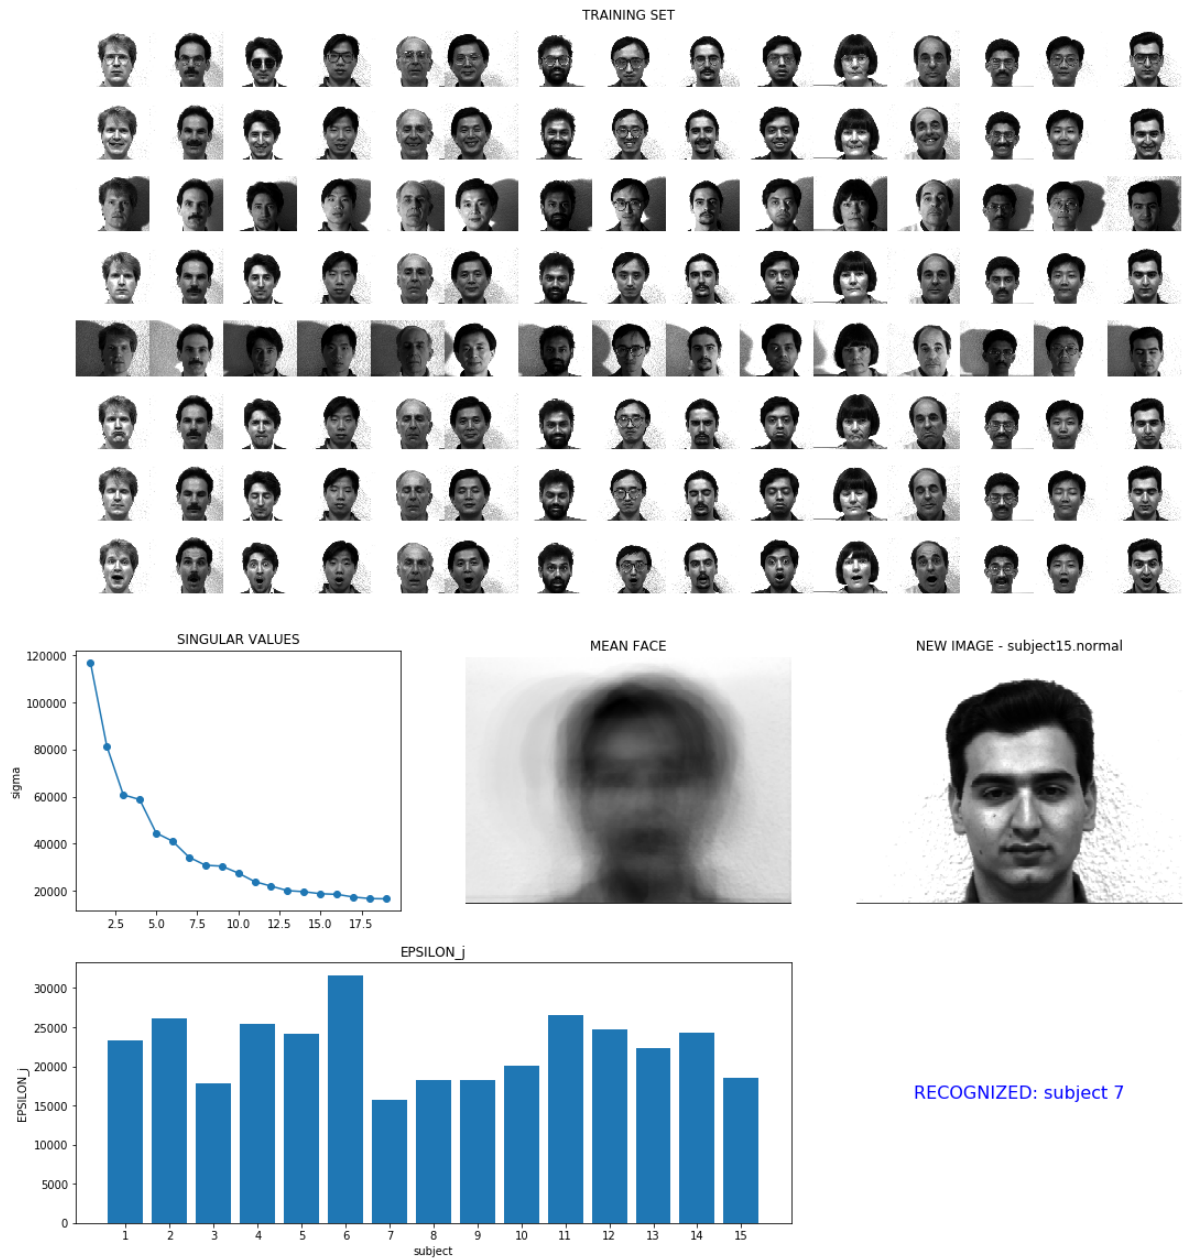 TRAINING SET
SINGULAR VALUES
MEAN FACE
NEW IMAGE - subject15.normal
120000
100000
80000
60000
40000
20000
sigma
2.5 5.0 7.5 10.0 12.5 15.0 17.5
EPSILON_j
30000
25000
20000
15000
10000
5000
0
EPSILON_j
1 2 3 4 5 6 7 8 9 10 11 12 13 14 15
subject
RECOGNIZED: subject 7